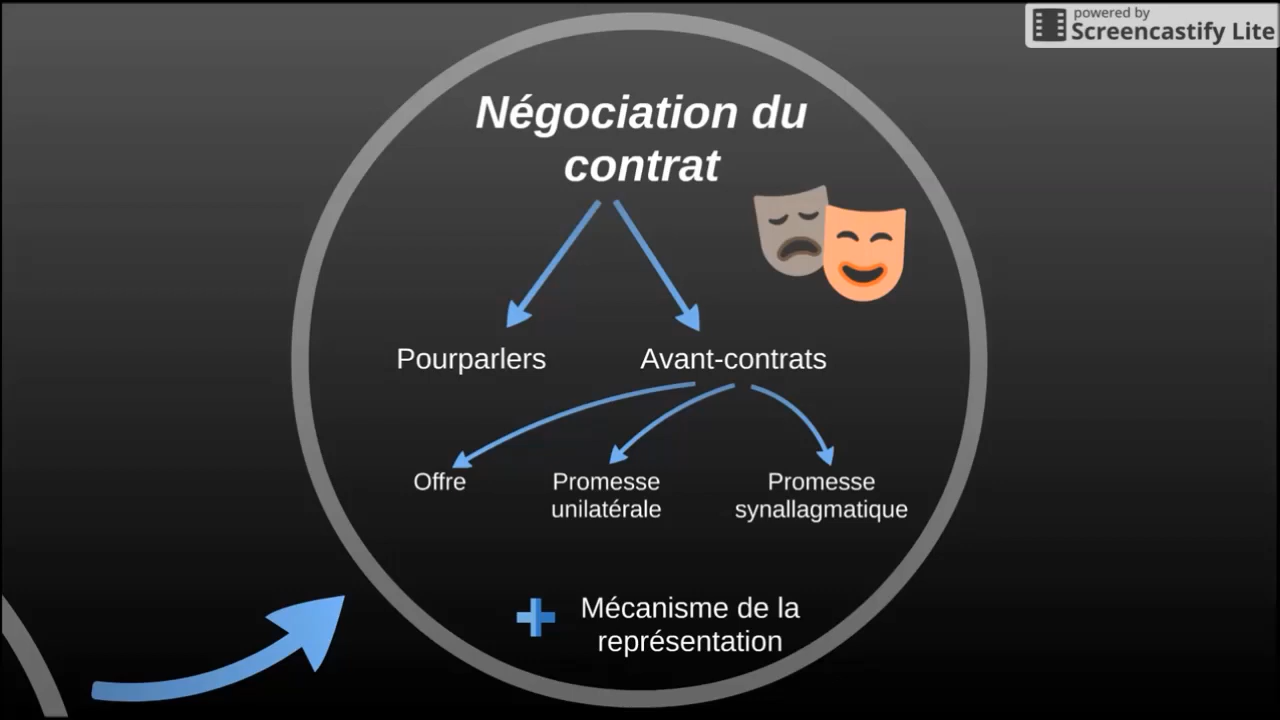 powered by
Screencastify Lite
Négociation du
contrat
Pourparlers
Avant-contrats
Offre
Promesse
unilatérale
Promesse
synallagmatique
Mécanisme de la
représentation